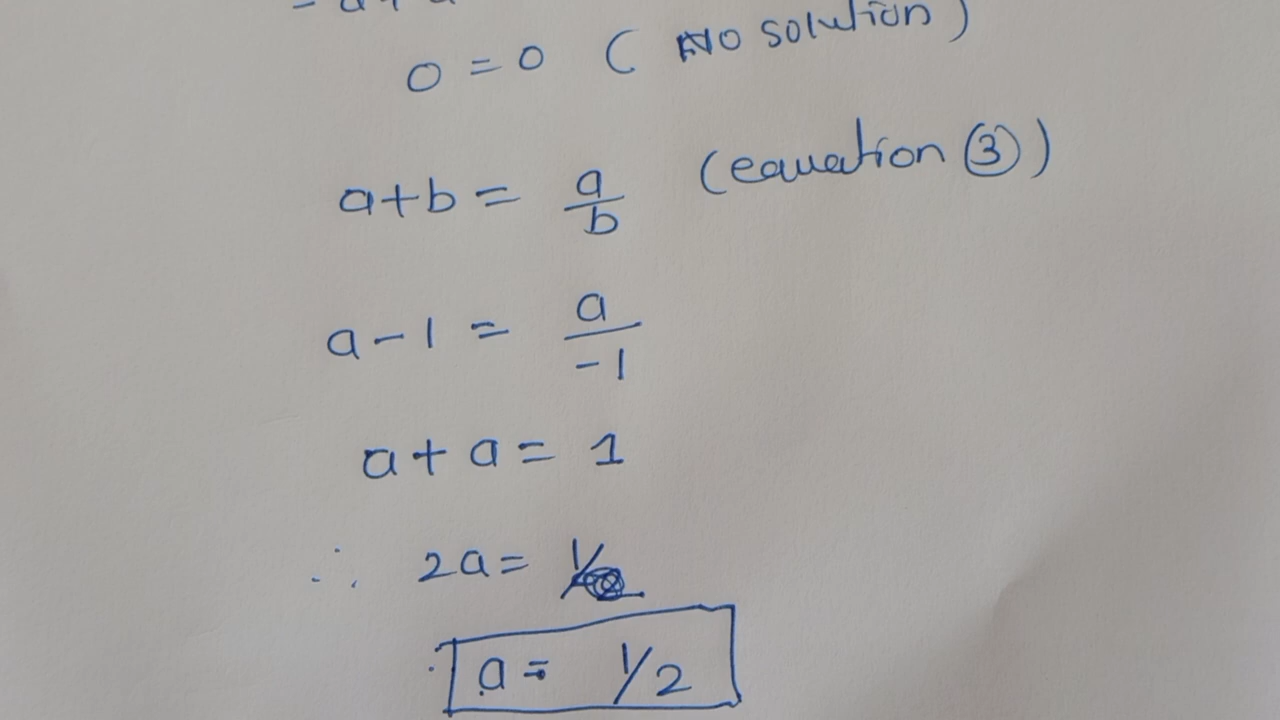 0 = 0 ( No solution )
a+b = a/b (equation ③)
a-1 = a/-1
a + a = 1
∴ 2a = 1/
a = 1/2